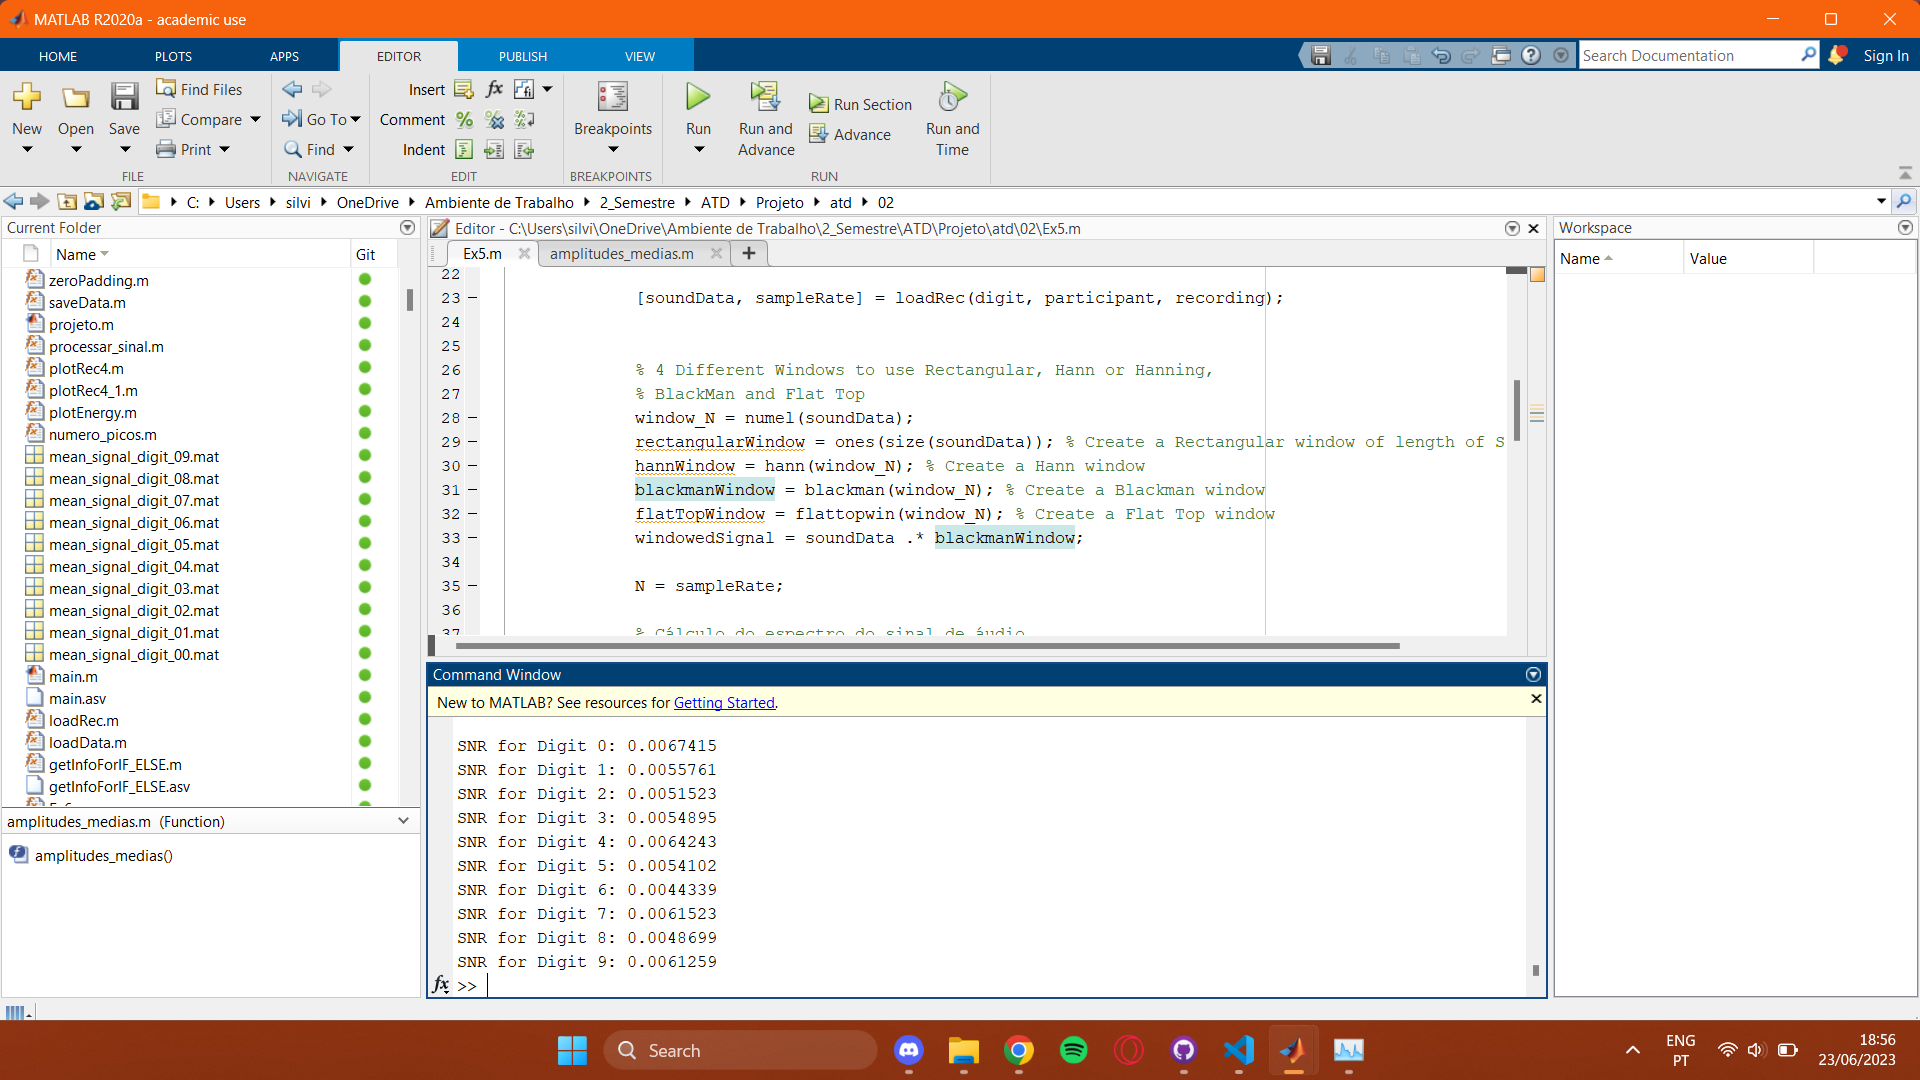 MATLAB R2020a - academic use
HOME PLOTS APPS EDITOR PUBLISH VIEW
Search Documentation
Sign In
New
Open
Save
Find Files
Compare
Print
FILE
Go To
Find
NAVIGATE
Insert
Comment
Indent
EDIT
Breakpoints
BREAKPOINTS
Run
Run and Advance
Run Section
Advance
Run and Time
RUN
C: Users silvi OneDrive Ambiente de Trabalho 2_Semestre ATD Projeto atd 02
Current Folder
Name Git
zeroPadding.m
saveData.m
projeto.m
processar_sinal.m
plotRec4.m
plotRec4_1.m
plotEnergy.m
numero_picos.m
mean_signal_digit_09.mat
mean_signal_digit_08.mat
mean_signal_digit_07.mat
mean_signal_digit_06.mat
mean_signal_digit_05.mat
mean_signal_digit_04.mat
mean_signal_digit_03.mat
mean_signal_digit_02.mat
mean_signal_digit_01.mat
mean_signal_digit_00.mat
main.m
main.asv
loadRec.m
loadData.m
getInfoForIF_ELSE.m
getInfoForIF_ELSE.asv
amplitudes_medias.m (Function)
amplitudes_medias()
Editor - C:\Users\silvi\OneDrive\Ambiente de Trabalho\2_Semestre\ATD\Projeto\atd\02\Ex5.m
Ex5.m amplitudes_medias.m
22
23 [soundData, sampleRate] = loadRec(digit, participant, recording);
24
25
26 % 4 Different Windows to use Rectangular, Hann or Hanning,
27 % BlackMan and Flat Top
28 window_N = numel(soundData);
29 rectangularWindow = ones(size(soundData)); % Create a Rectangular window of length of S
30 hannWindow = hann(window_N); % Create a Hann window
31 blackmanWindow = blackman(window_N); % Create a Blackman window
32 flatTopWindow = flattopwin(window_N); % Create a Flat Top window
33 windowedSignal = soundData .* blackmanWindow;
34
35 N = sampleRate;
36
37 % Cálculo do espectro do sinal de áudio
Command Window
New to MATLAB? See resources for Getting Started.
SNR for Digit 0: 0.0067415
SNR for Digit 1: 0.0055761
SNR for Digit 2: 0.0051523
SNR for Digit 3: 0.0054895
SNR for Digit 4: 0.0064243
SNR for Digit 5: 0.0054102
SNR for Digit 6: 0.0044339
SNR for Digit 7: 0.0061523
SNR for Digit 8: 0.0048699
SNR for Digit 9: 0.0061259
fx >>
Workspace
Name Value
Search
ENG
PT
18:56
23/06/2023